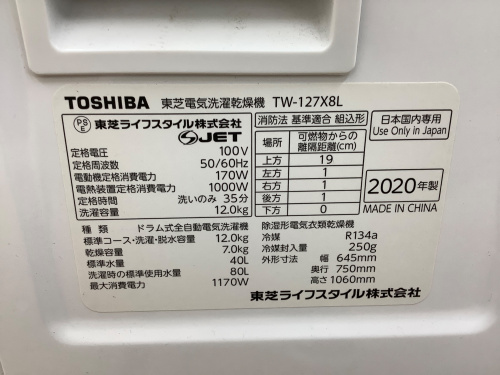 TOSHIBA 東芝電気洗濯乾燥機 TW-127X8L
PS E 東芝ライフスタイル株式会社
S JET
定格電圧 100V
定格周波数 50/60Hz
電動機定格消費電力 170W
電熱装置定格消費電力 1000W
定格時間 洗いのみ 35分
洗濯容量 12.0kg
消防法 基準適合 組込形
場所 可燃物からの離隔距離(cm)
上方 19
左方 1
右方 1
後方 1
下方 0
日本国内専用
Use Only in Japan
2020年製
MADE IN CHINA
種類 ドラム式全自動電気洗濯機
標準コース・洗濯・脱水容量 12.0kg
乾燥容量 7.0kg
標準水量 40L
洗濯時の標準使用水量 80L
最大消費電力 1170W
除湿形電気衣類乾燥機
冷媒 R134a
冷媒封入量 250g
外形寸法 幅 645mm
奥行 750mm
高さ 1060mm
東芝ライフスタイル株式会社